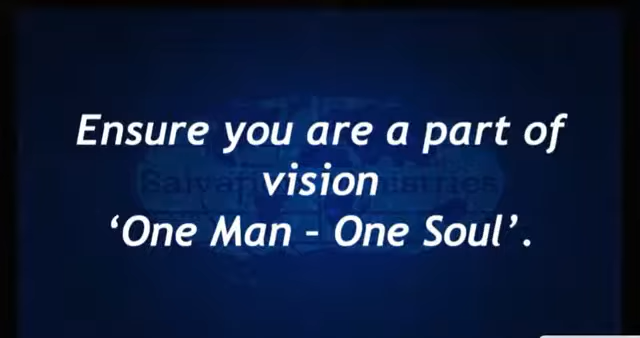 Ensure you are a part of
vision
‘One Man – One Soul’.